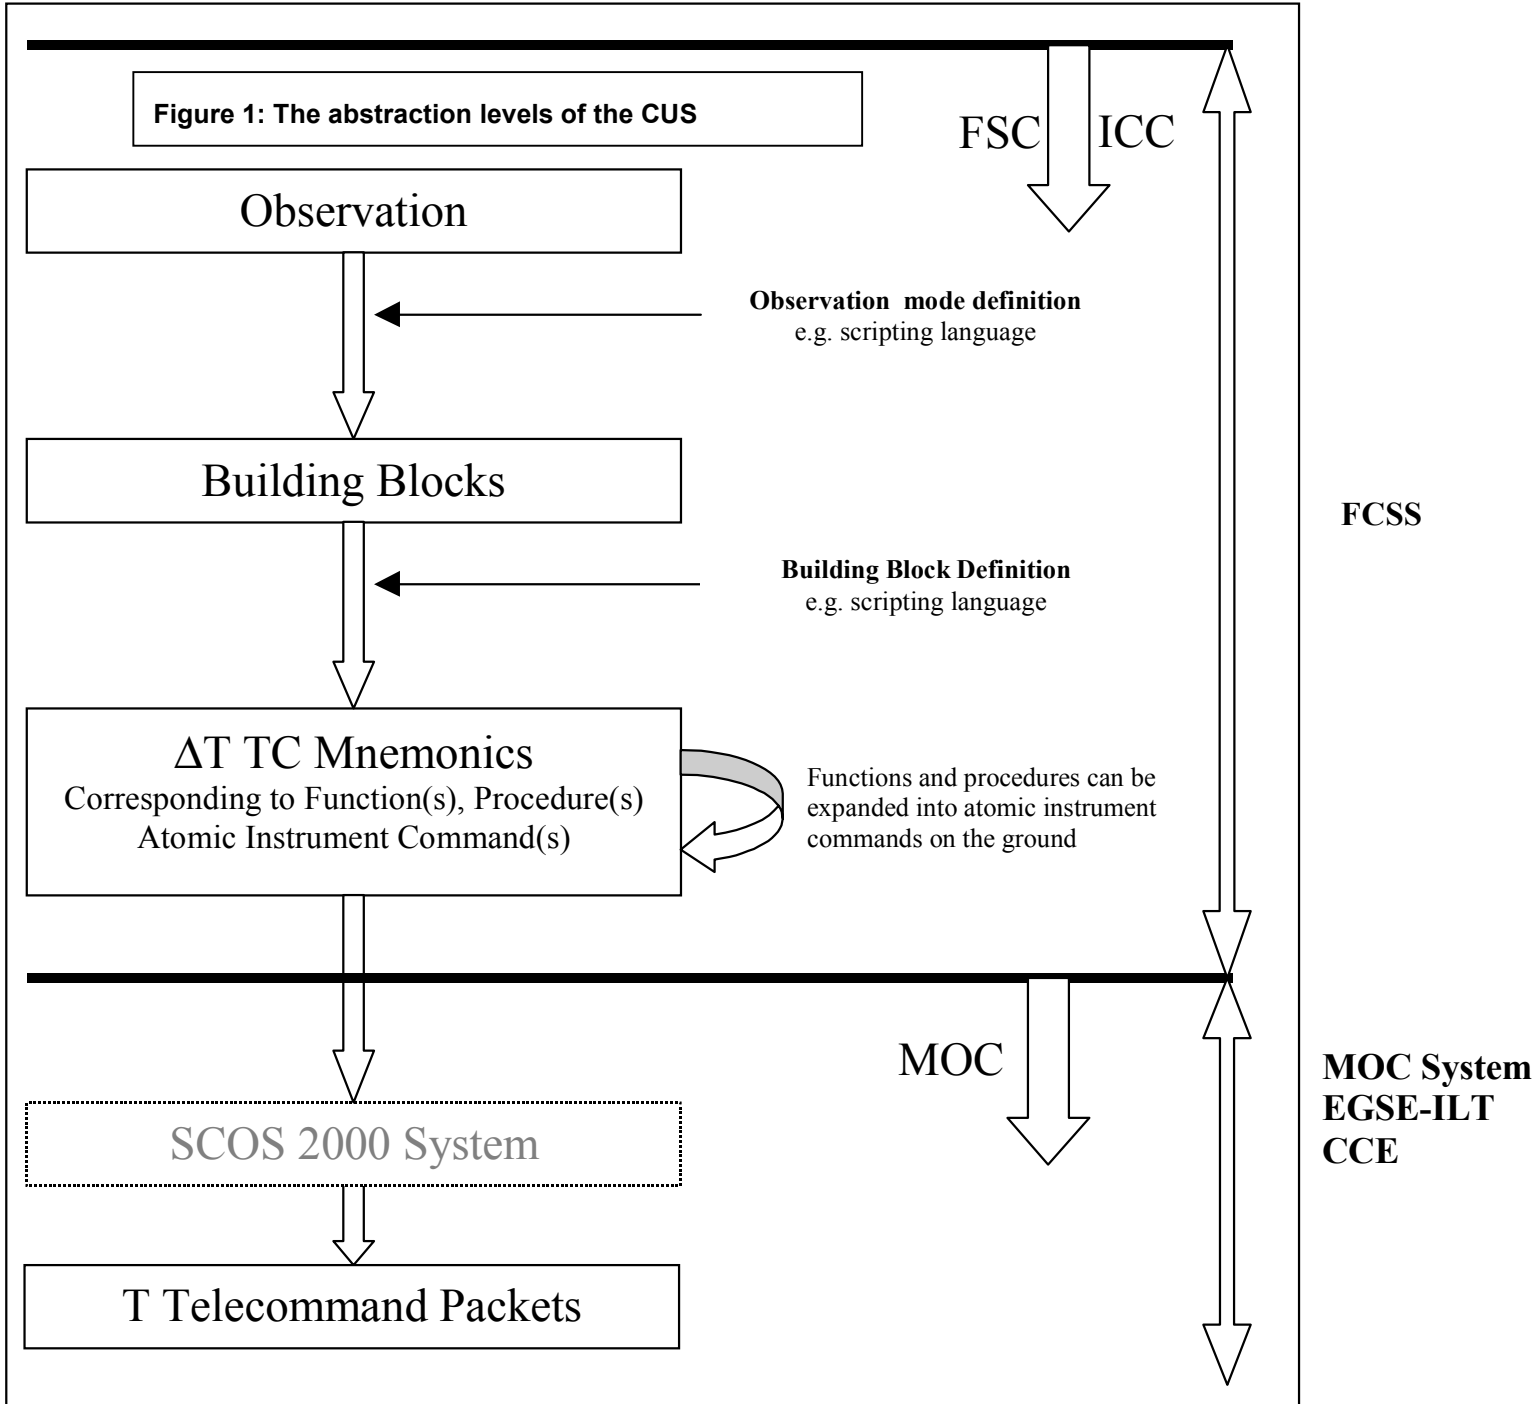 Figure 1: The abstraction levels of the CUS
FSC
ICC
Observation
Observation mode definition
e.g. scripting language
Building Blocks
FCSS
Building Block Definition
e.g. scripting language
ΔT TC Mnemonics
Corresponding to Function(s), Procedure(s)
Atomic Instrument Command(s)
Functions and procedures can be
expanded into atomic instrument
commands on the ground
MOC
MOC System
EGSE-ILT
CCE
SCOS 2000 System
T Telecommand Packets